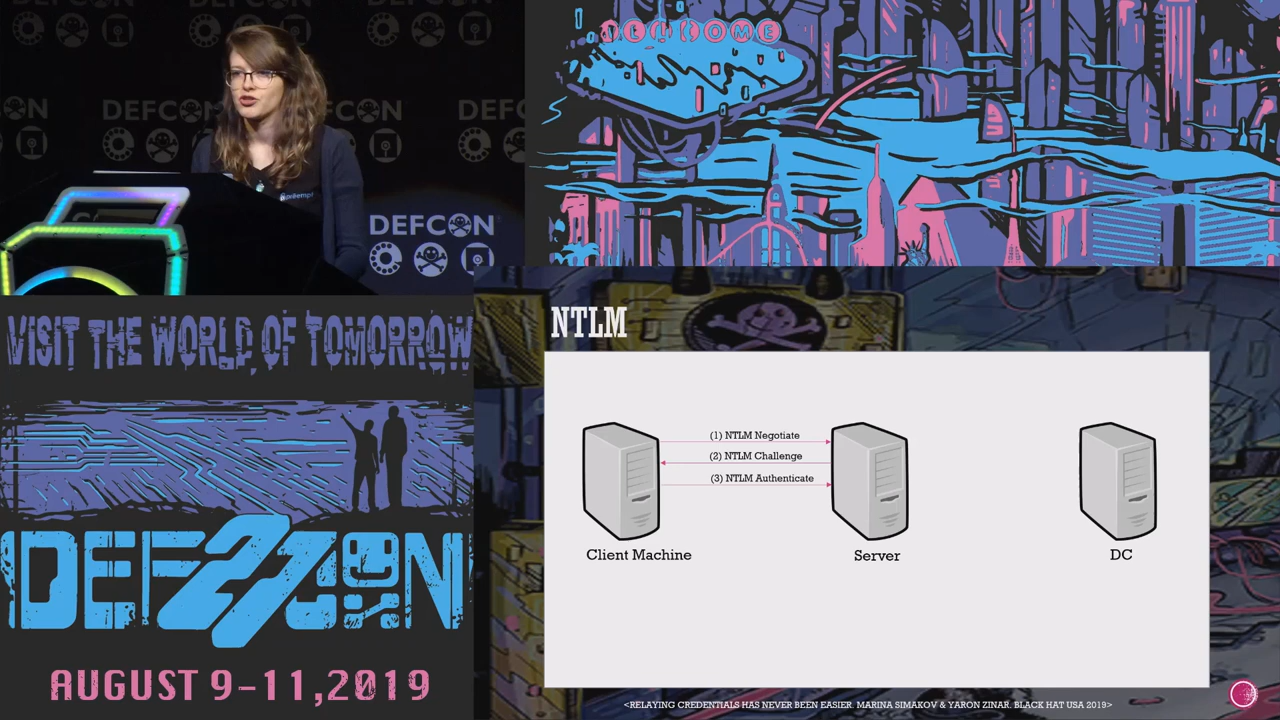 DEFCON
DEFCON
WELCOME
VISIT THE WORLD OF TOMORROW
DEFCON
27
AUGUST 9-11, 2019
NTLM
(1) NTLM Negotiate
(2) NTLM Challenge
(3) NTLM Authenticate
Client Machine
Server
DC
<RELAYING CREDENTIALS HAS NEVER BEEN EASIER. MARINA SIMAKOV & YARON ZINAR. BLACK HAT USA 2019>